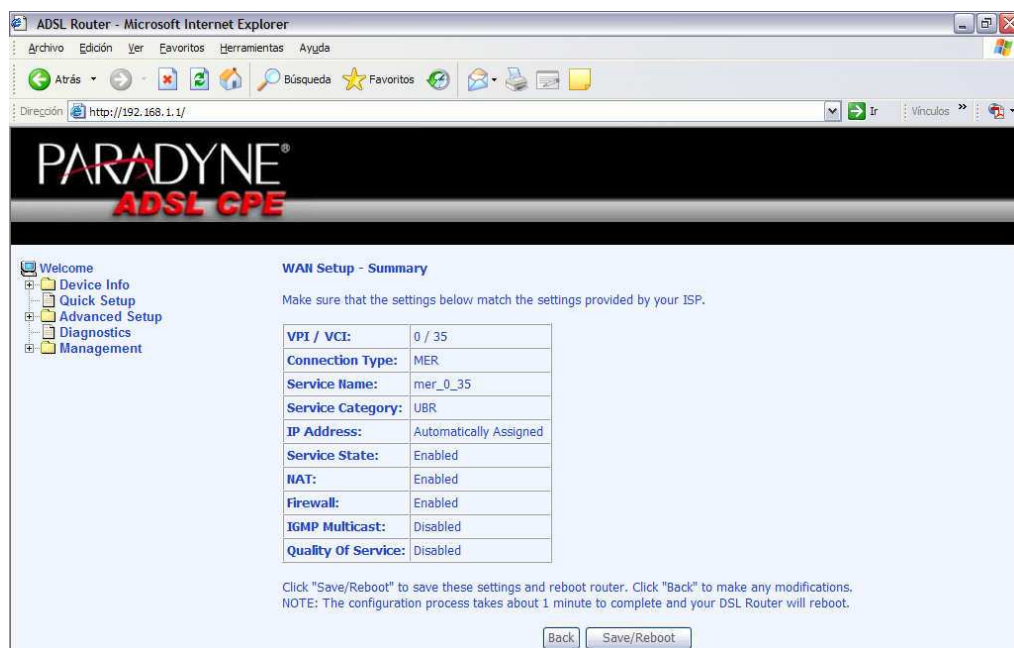 ADSL Router - Microsoft Internet Explorer
Archivo Edición Ver Favoritos Herramientas Ayuda
Atrás Búsqueda Favoritos
Dirección http://192.168.1.1/ Ir Vínculos »
PARADYNE®
ADSL CPE
Welcome
Device Info
Quick Setup
Advanced Setup
Diagnostics
Management
WAN Setup - Summary
Make sure that the settings below match the settings provided by your ISP.
VPI / VCI: 0 / 35
Connection Type: MER
Service Name: mer_0_35
Service Category: UBR
IP Address: Automatically Assigned
Service State: Enabled
NAT: Enabled
Firewall: Enabled
IGMP Multicast: Disabled
Quality Of Service: Disabled
Click "Save/Reboot" to save these settings and reboot router. Click "Back" to make any modifications.
NOTE: The configuration process takes about 1 minute to complete and your DSL Router will reboot.
Back Save/Reboot